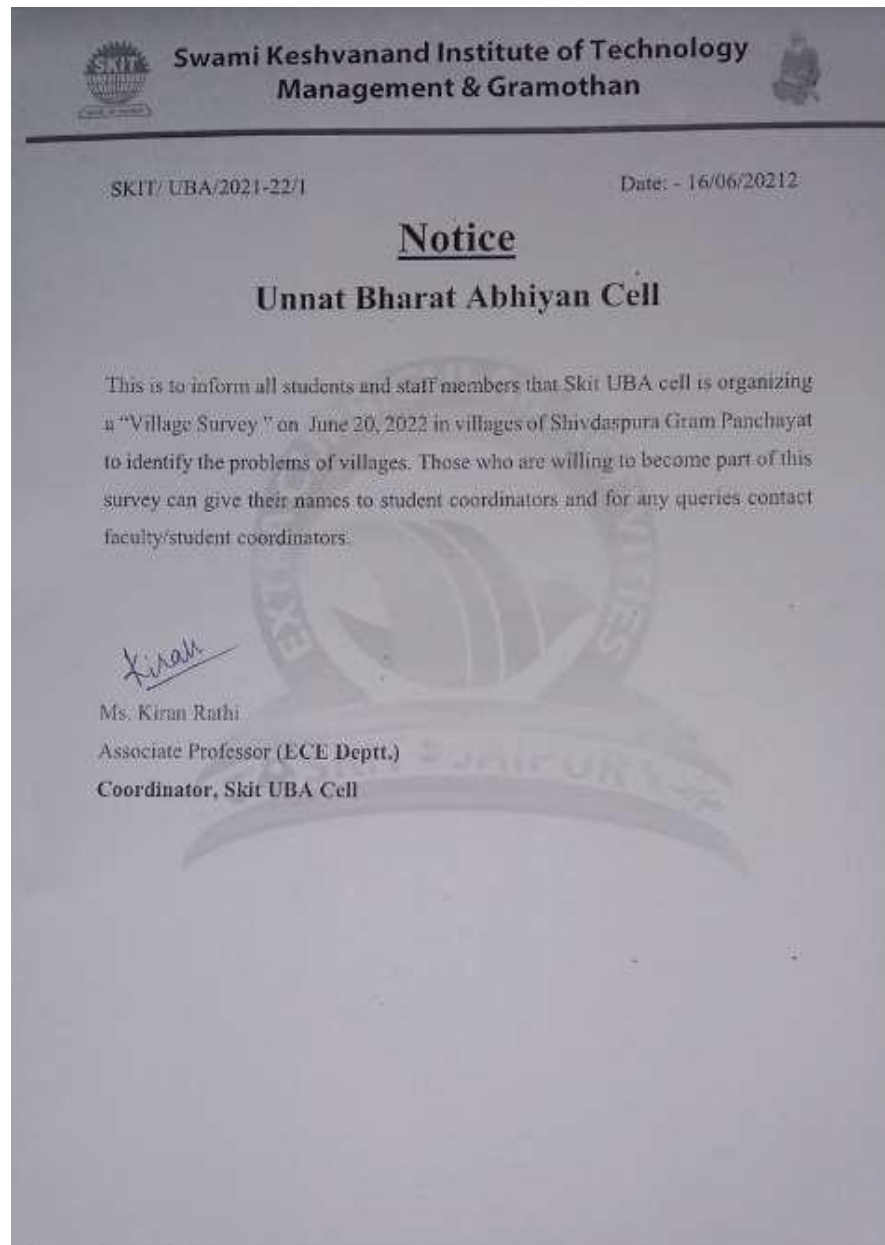 SKIT
Swami Keshvanand Institute of Technology
Management & Gramothan
SKIT/ UBA/2021-22/1
Date: - 16/06/20212
Notice
Unnat Bharat Abhiyan Cell
This is to inform all students and staff members that Skit UBA cell is organizing
a “Village Survey ” on June 20, 2022 in villages of Shivdaspura Gram Panchayat
to identify the problems of villages. Those who are willing to become part of this
survey can give their names to student coordinators and for any queries contact
faculty/student coordinators.
Kiran
Ms. Kiran Rathi
Associate Professor (ECE Deptt.)
Coordinator, Skit UBA Cell